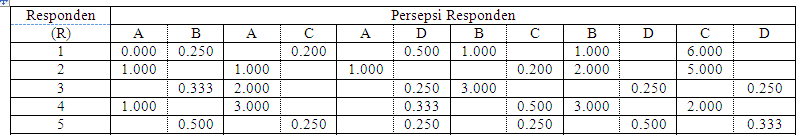 Responden Persepsi Responden
(R) A B A C A D B C B D C D
1 0.000 0.250 0.200 0.500 1.000 1.000 6.000
2 1.000 1.000 1.000 0.200 2.000 5.000
3 0.333 2.000 0.250 3.000 0.250 0.250
4 1.000 3.000 0.333 0.500 3.000 2.000
5 0.500 0.250 0.250 0.250 0.500 0.333